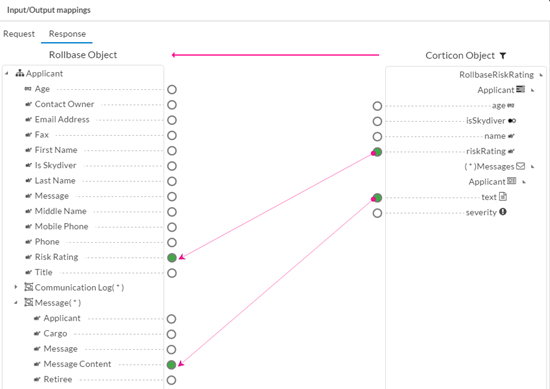 Input/Output mappings
Request Response
Rollbase Object
Corticon Object
Applicant
Age
Contact Owner
Email Address
Fax
First Name
Is Skydiver
Last Name
Message
Middle Name
Mobile Phone
Phone
Risk Rating
Title
Communication Log(*)
Message(*)
Applicant
Cargo
Message
Message Content
Retiree
RollbaseRiskRating
Applicant
age
isSkydiver
name
riskRating
(*)Messages
Applicant
text
severity